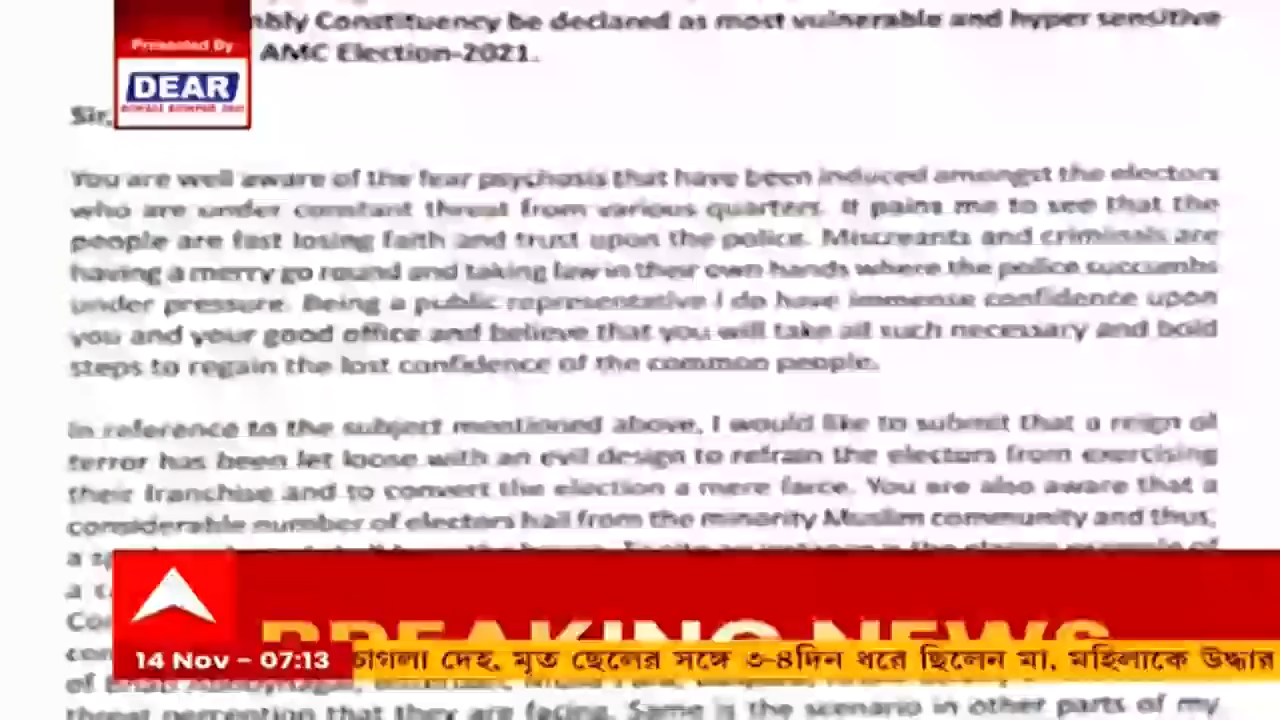 Presented By
DEAR
mbly Constituency be declared as most vulnerable and hyper sensitive
AMC Election-2021.
Sir,
You are well aware of the fear psychosis that have been induced amongst the electors
who are under constant threat from various quarters. It pains me to see that the
people are fast losing faith and trust upon the police. Miscreants and criminals are
having a merry go round and taking law in their own hands where the police succumbs
under pressure. Being a public representative I do have immense confidence upon
you and your good office and believe that you will take all such necessary and bold
steps to regain the lost confidence of the common people.
In reference to the subject mentioned above, I would like to submit that a reign of
terror has been let loose with an evil design to refrain the electors from exercising
their franchise and to convert the election a mere farce. You are also aware that a
considerable number of electors hail from the minority Muslim community and thus,
a
a c
Co
con
BREAKING NEWS
14 Nov - 07:13
চাগলা দেহ, মৃত ছেলের সঙ্গে ৩-৪দিন ধরে ছিলেন মা, মহিলাকে উদ্ধার
of
threat perception that they are facing. Same is the scenario in other parts of my